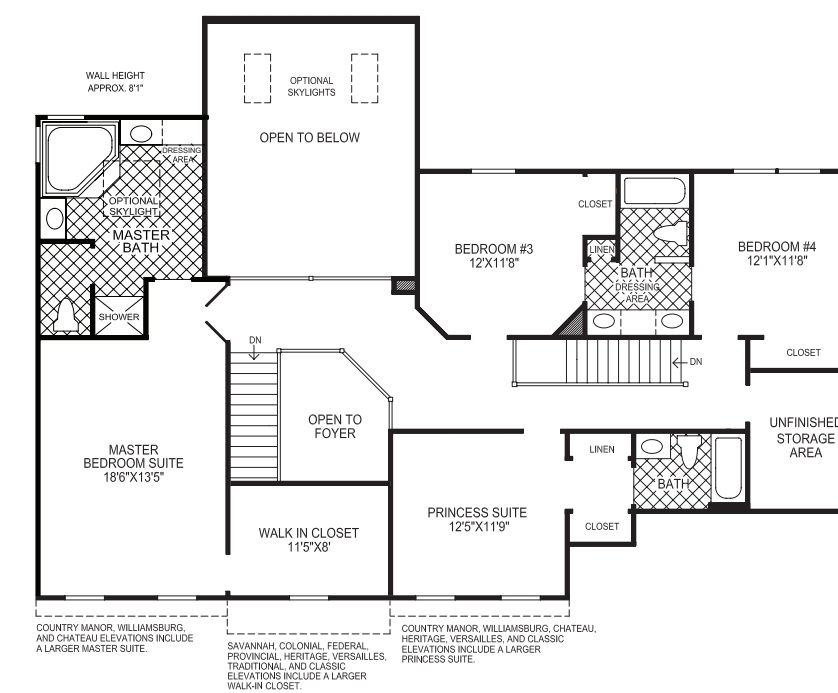 WALL HEIGHT
APPROX. 8'1"
OPTIONAL
SKYLIGHTS
OPEN TO BELOW
DRESSING
AREA
OPTIONAL
SKYLIGHT
MASTER
BATH
SHOWER
CLOSET
BEDROOM #3
12'X11'8"
LINEN
BATH
DRESSING
AREA
BEDROOM #4
12'1"X11'8"
CLOSET
DN
DN
OPEN TO
FOYER
MASTER
BEDROOM SUITE
18'6"X13'5"
UNFINISHED
STORAGE
AREA
LINEN
BATH
PRINCESS SUITE
12'5"X11'9"
CLOSET
WALK IN CLOSET
11'5"X8'
COUNTRY MANOR, WILLIAMSBURG,
AND CHATEAU ELEVATIONS INCLUDE
A LARGER MASTER SUITE.
SAVANNAH, COLONIAL, FEDERAL,
PROVINCIAL, HERITAGE, VERSAILLES,
TRADITIONAL, AND CLASSIC
ELEVATIONS INCLUDE A LARGER
WALK-IN CLOSET.
COUNTRY MANOR, WILLIAMSBURG, CHATEAU,
HERITAGE, VERSAILLES, AND CLASSIC
ELEVATIONS INCLUDE A LARGER
PRINCESS SUITE.